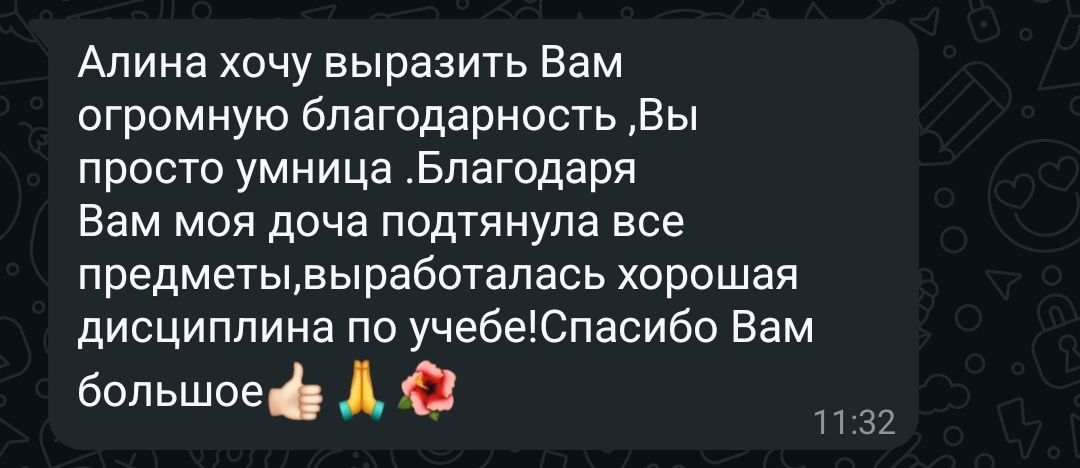 Алина хочу выразить Вам
огромную благодарность ,Вы
просто умница .Благодаря
Вам моя доча подтянула все
предметы,выработалась хорошая
дисциплина по учебе!Спасибо Вам
большое👍🏻🙏🌺
11:32